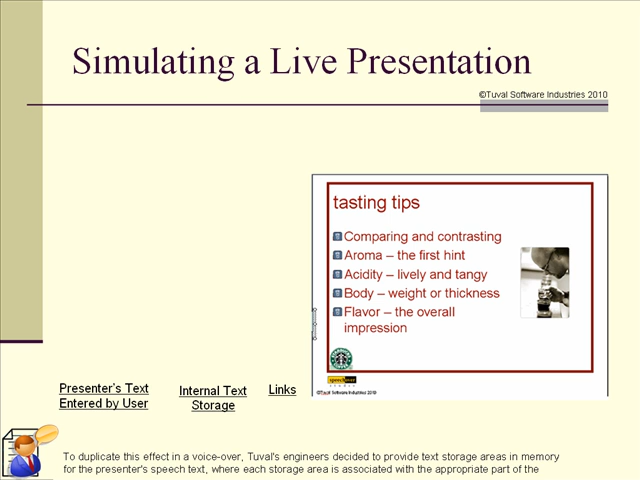 Simulating a Live Presentation
©Tuval Software Industries 2010
tasting tips
Comparing and contrasting
Aroma – the first hint
Acidity – lively and tangy
Body – weight or thickness
Flavor – the overall
impression
speechover
©Tuval Software Industries 2010
Presenter's Text
Entered by User
Internal Text
Storage
Links
To duplicate this effect in a voice-over, Tuval's engineers decided to provide text storage areas in memory
for the presenter's speech text, where each storage area is associated with the appropriate part of the